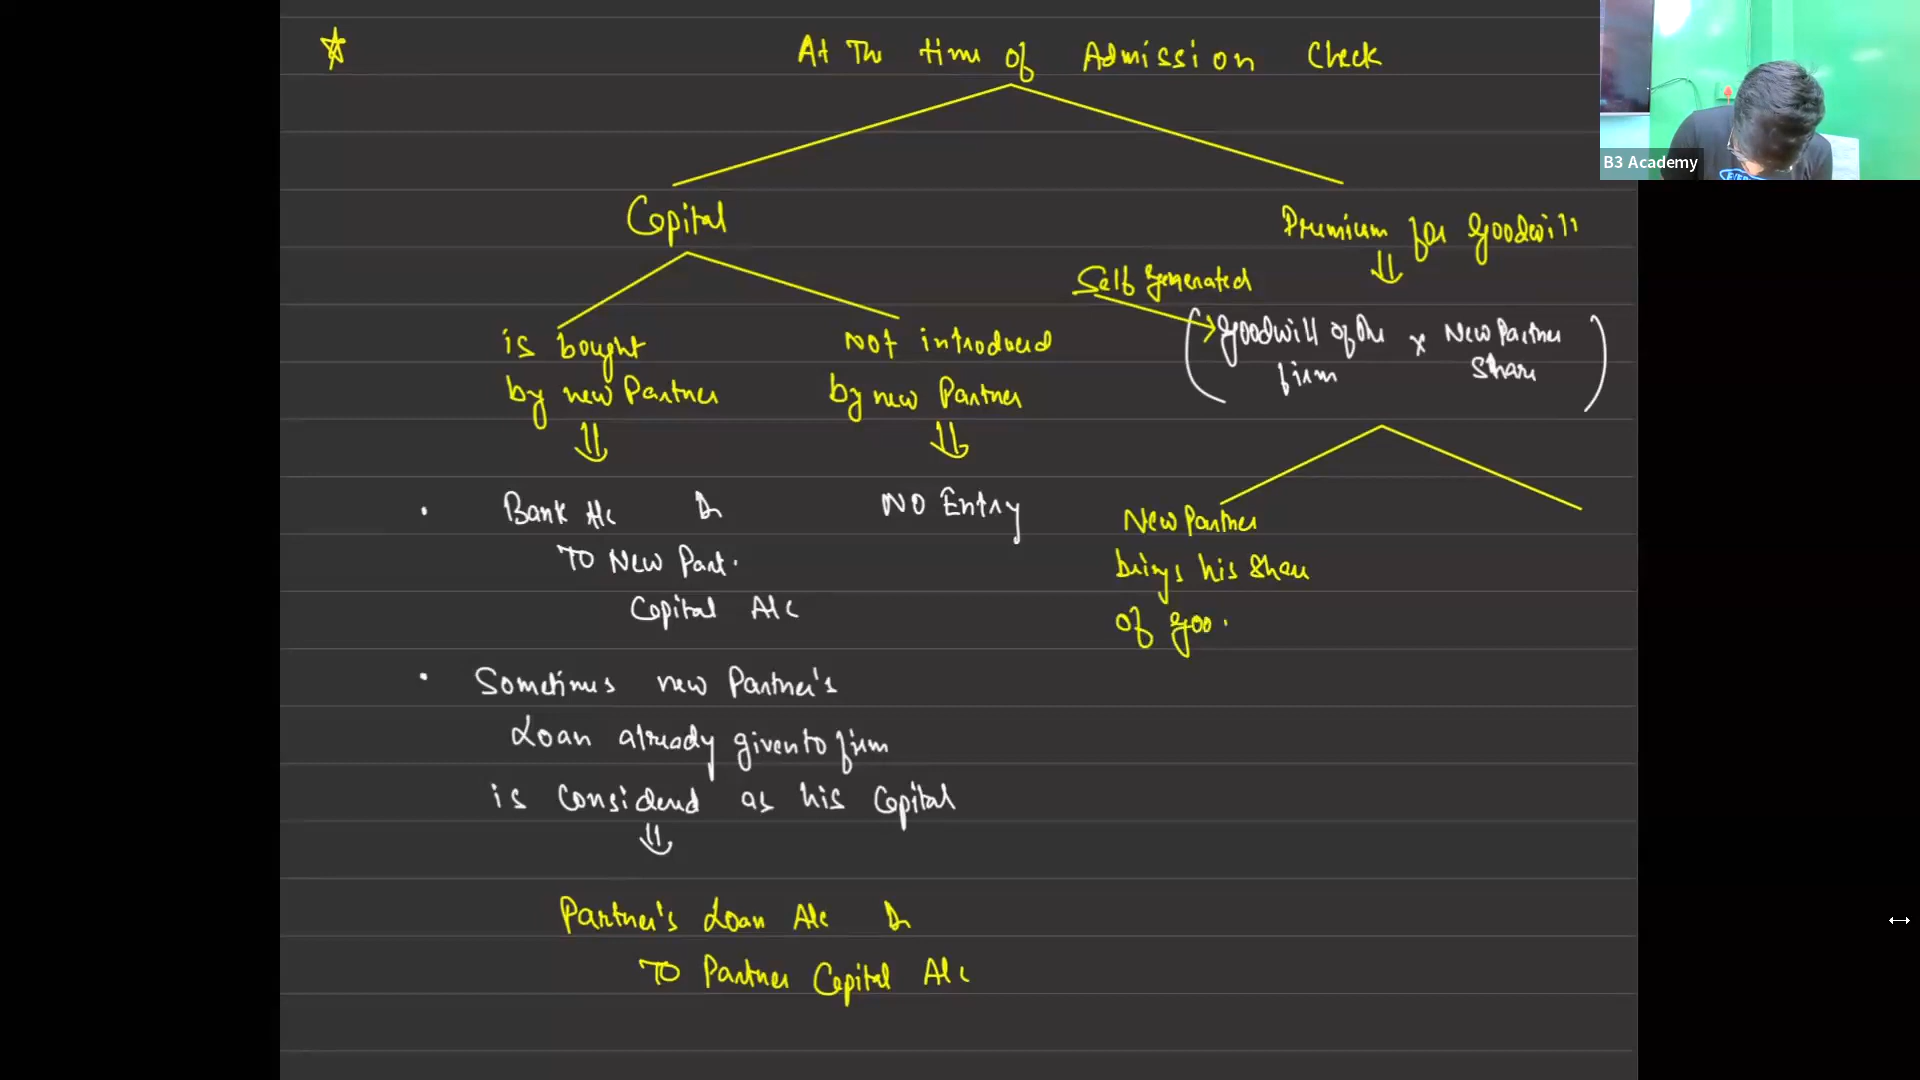 At The time of Admission Check
B3 Academy
Capital
Premium for goodwill
Self generated
(goodwill of the firm x New Partner Share)
is bought
by new Partner
Not introduced
by new Partner
• Bank A/c Dr
To New Part.
Capital A/c
NO Entry
New Partner
brings his Share
of goo.
• Sometimes new Partner's
Loan already given to firm
is considered as his Capital
Partner's Loan A/c Dr
To Partner Capital A/c